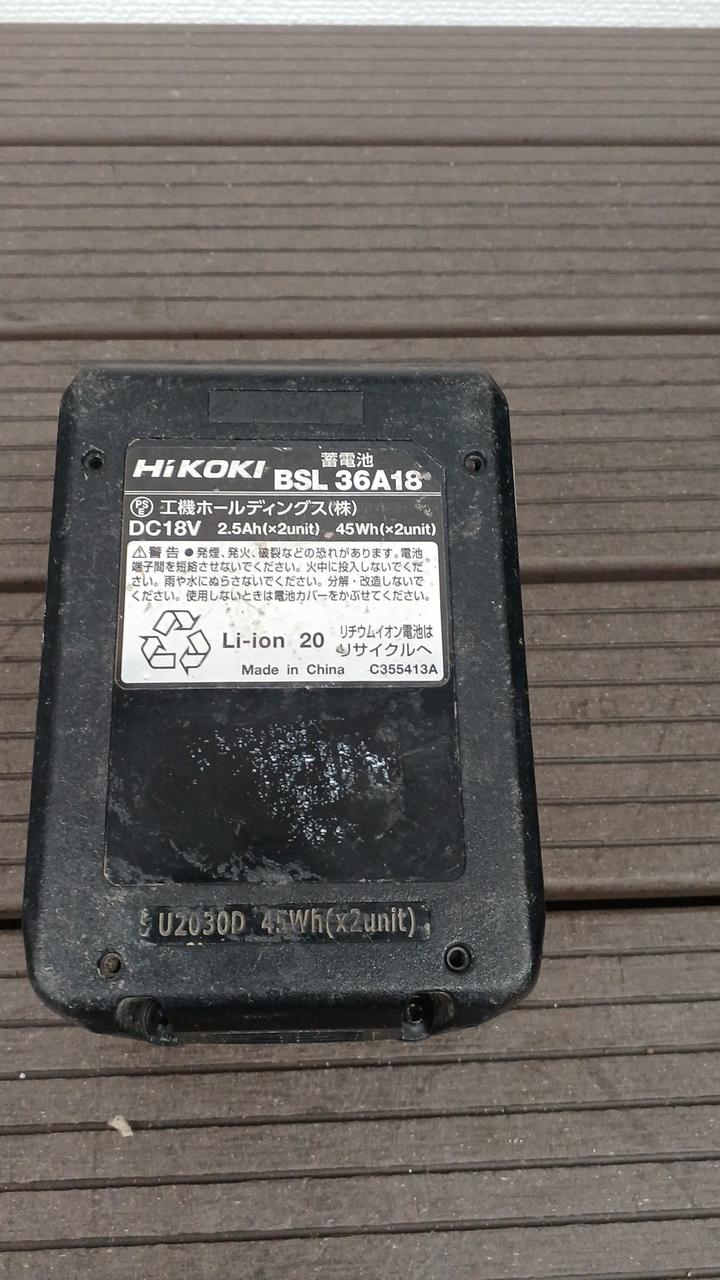 HiKOKI 蓄電池
BSL 36A18
PS E 工機ホールディングス(株)
DC18V 2.5Ah(×2unit) 45Wh(×2unit)
⚠警告 ●発煙、発火、破裂などの恐れがあります。電池
端子間を短絡させないでください。火中に投入しないでくだ
さい。雨や水にぬらさないでください。分解・改造しないで
ください。使用しないときは電池カバーをかぶせてください。
Li-ion 20 リチウムイオン電池は
リサイクルへ
Made in China C355413A
U2030D 45Wh(x2unit)